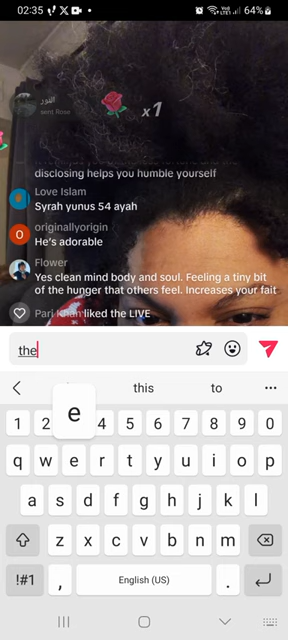 02:35
64%
النور
sent Rose
x1
disclosing helps you humble yourself
Love Islam
Syrah yunus 54 ayah
originallyorigin
He's adorable
Flower
Yes clean mind body and soul. Feeling a tiny bit
of the hunger that others feel. Increases your fait
Pari Khan liked the LIVE
the
this to
e
1 2 4 5 6 7 8 9 0
q w e r t y u i o p
a s d f g h j k l
z x c v b n m
!#1 , English (US) .